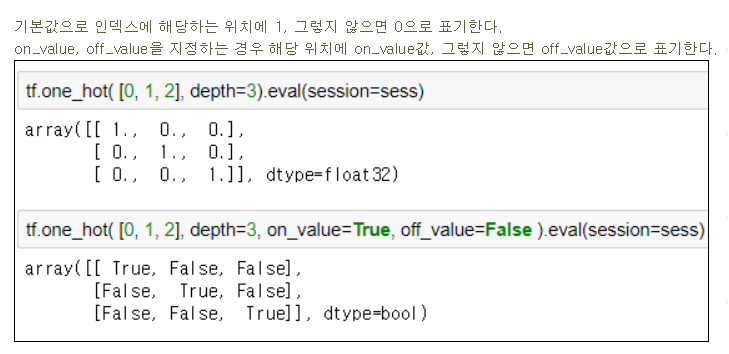 기본값으로 인덱스에 해당하는 위치에 1, 그렇지 않으면 0으로 표기한다.
on_value, off_value을 지정하는 경우 해당 위치에 on_value값, 그렇지 않으면 off_value값으로 표기한다.
tf.one_hot( [0, 1, 2], depth=3).eval(session=sess)
array([[ 1.,  0.,  0.],
       [ 0.,  1.,  0.],
       [ 0.,  0.,  1.]], dtype=float32)
tf.one_hot( [0, 1, 2], depth=3, on_value=True, off_value=False ).eval(session=sess)
array([[ True, False, False],
       [False,  True, False],
       [False, False,  True]], dtype=bool)